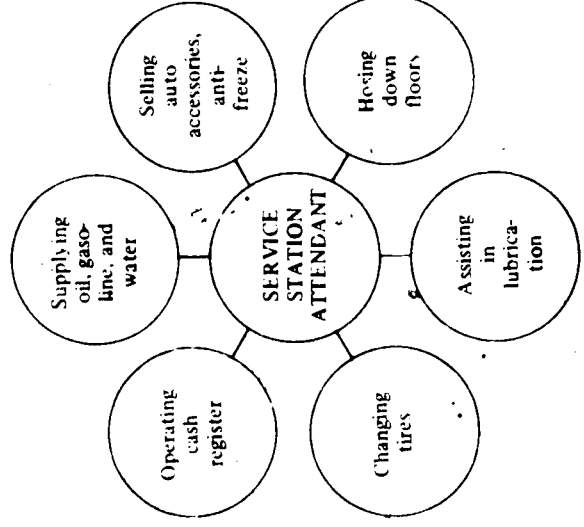 Supplying
oil, gaso-
line, and
water
Selling
auto
accessories,
anti-
freeze
Hosing
down
floors
Assisting
in
lubrica-
tion
Changing
tires
Operating
cash
register
SERVICE
STATION
ATTENDANT